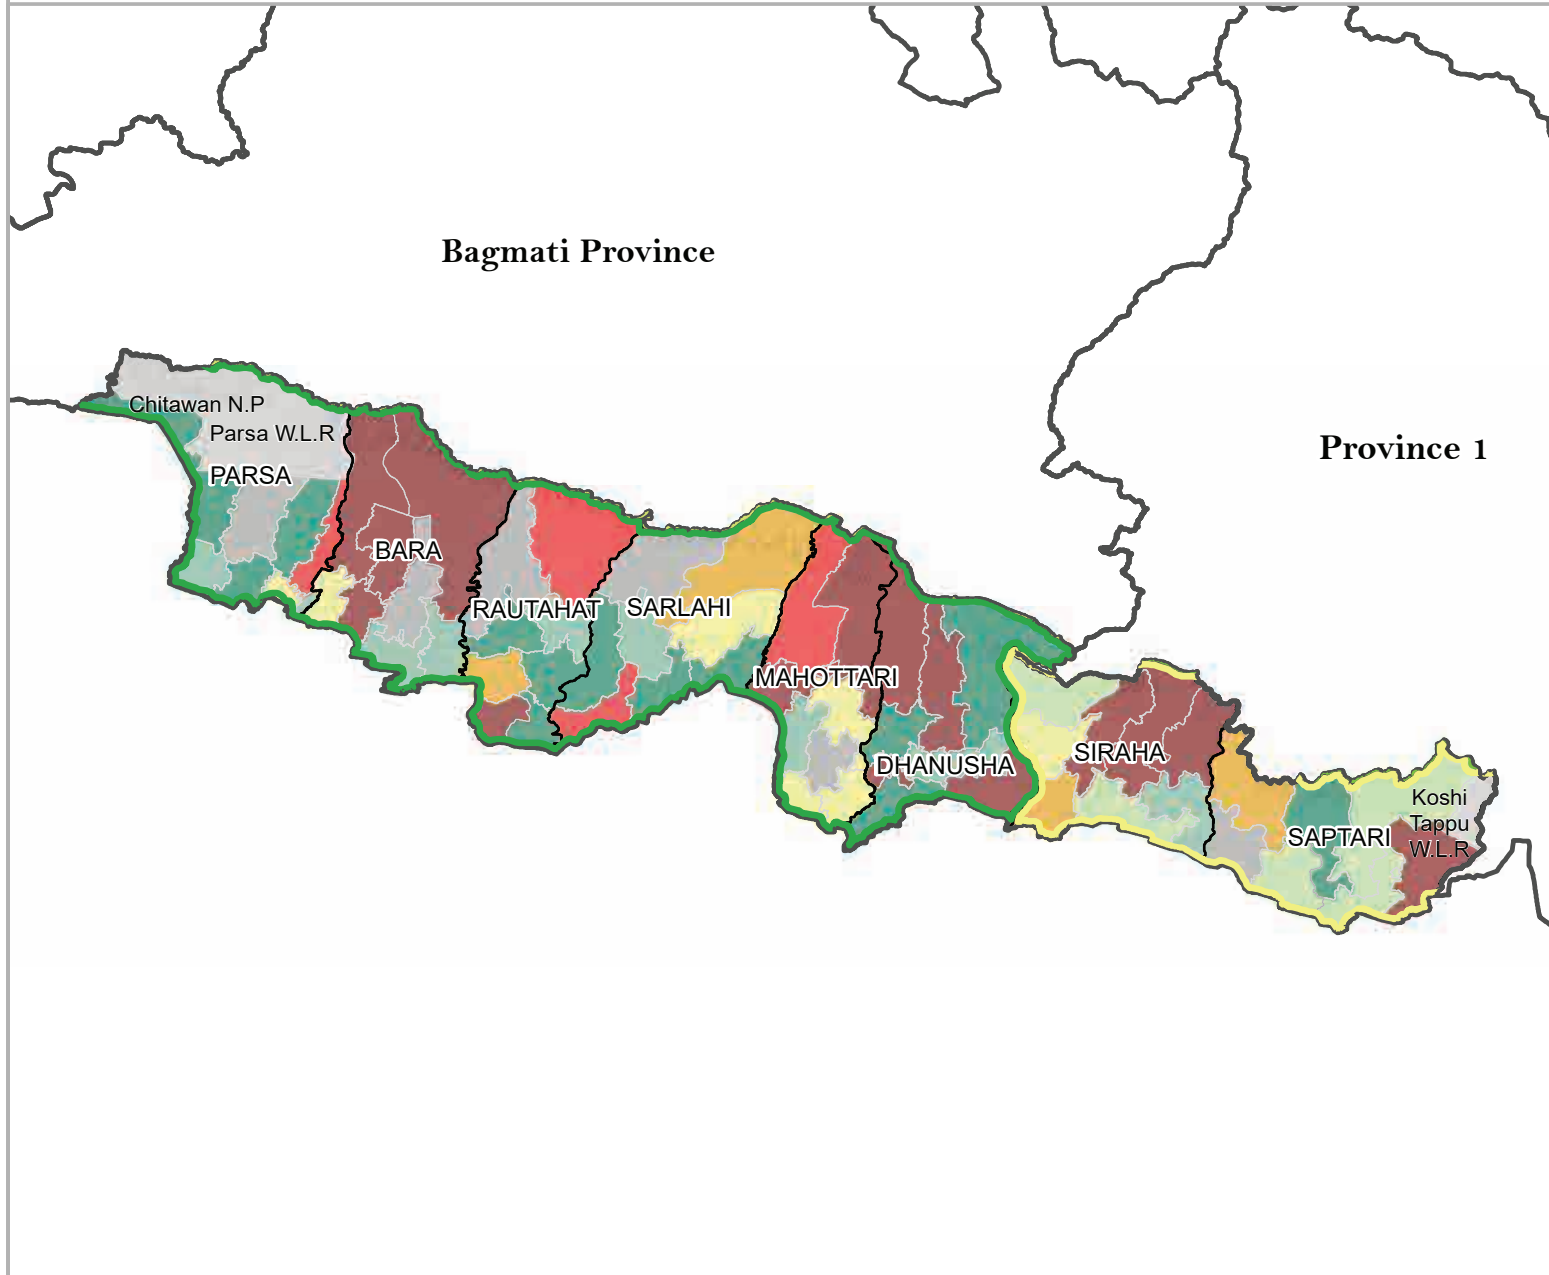 Bagmati Province
Chitawan N.P
Parsa W.L.R
Province 1
PARSA
BARA
RAUTAHAT
SARLAHI
MAHOTTARI
SIRAHA
DHANUSHA
Koshi
Tappu
W.L.R
SAPTARI